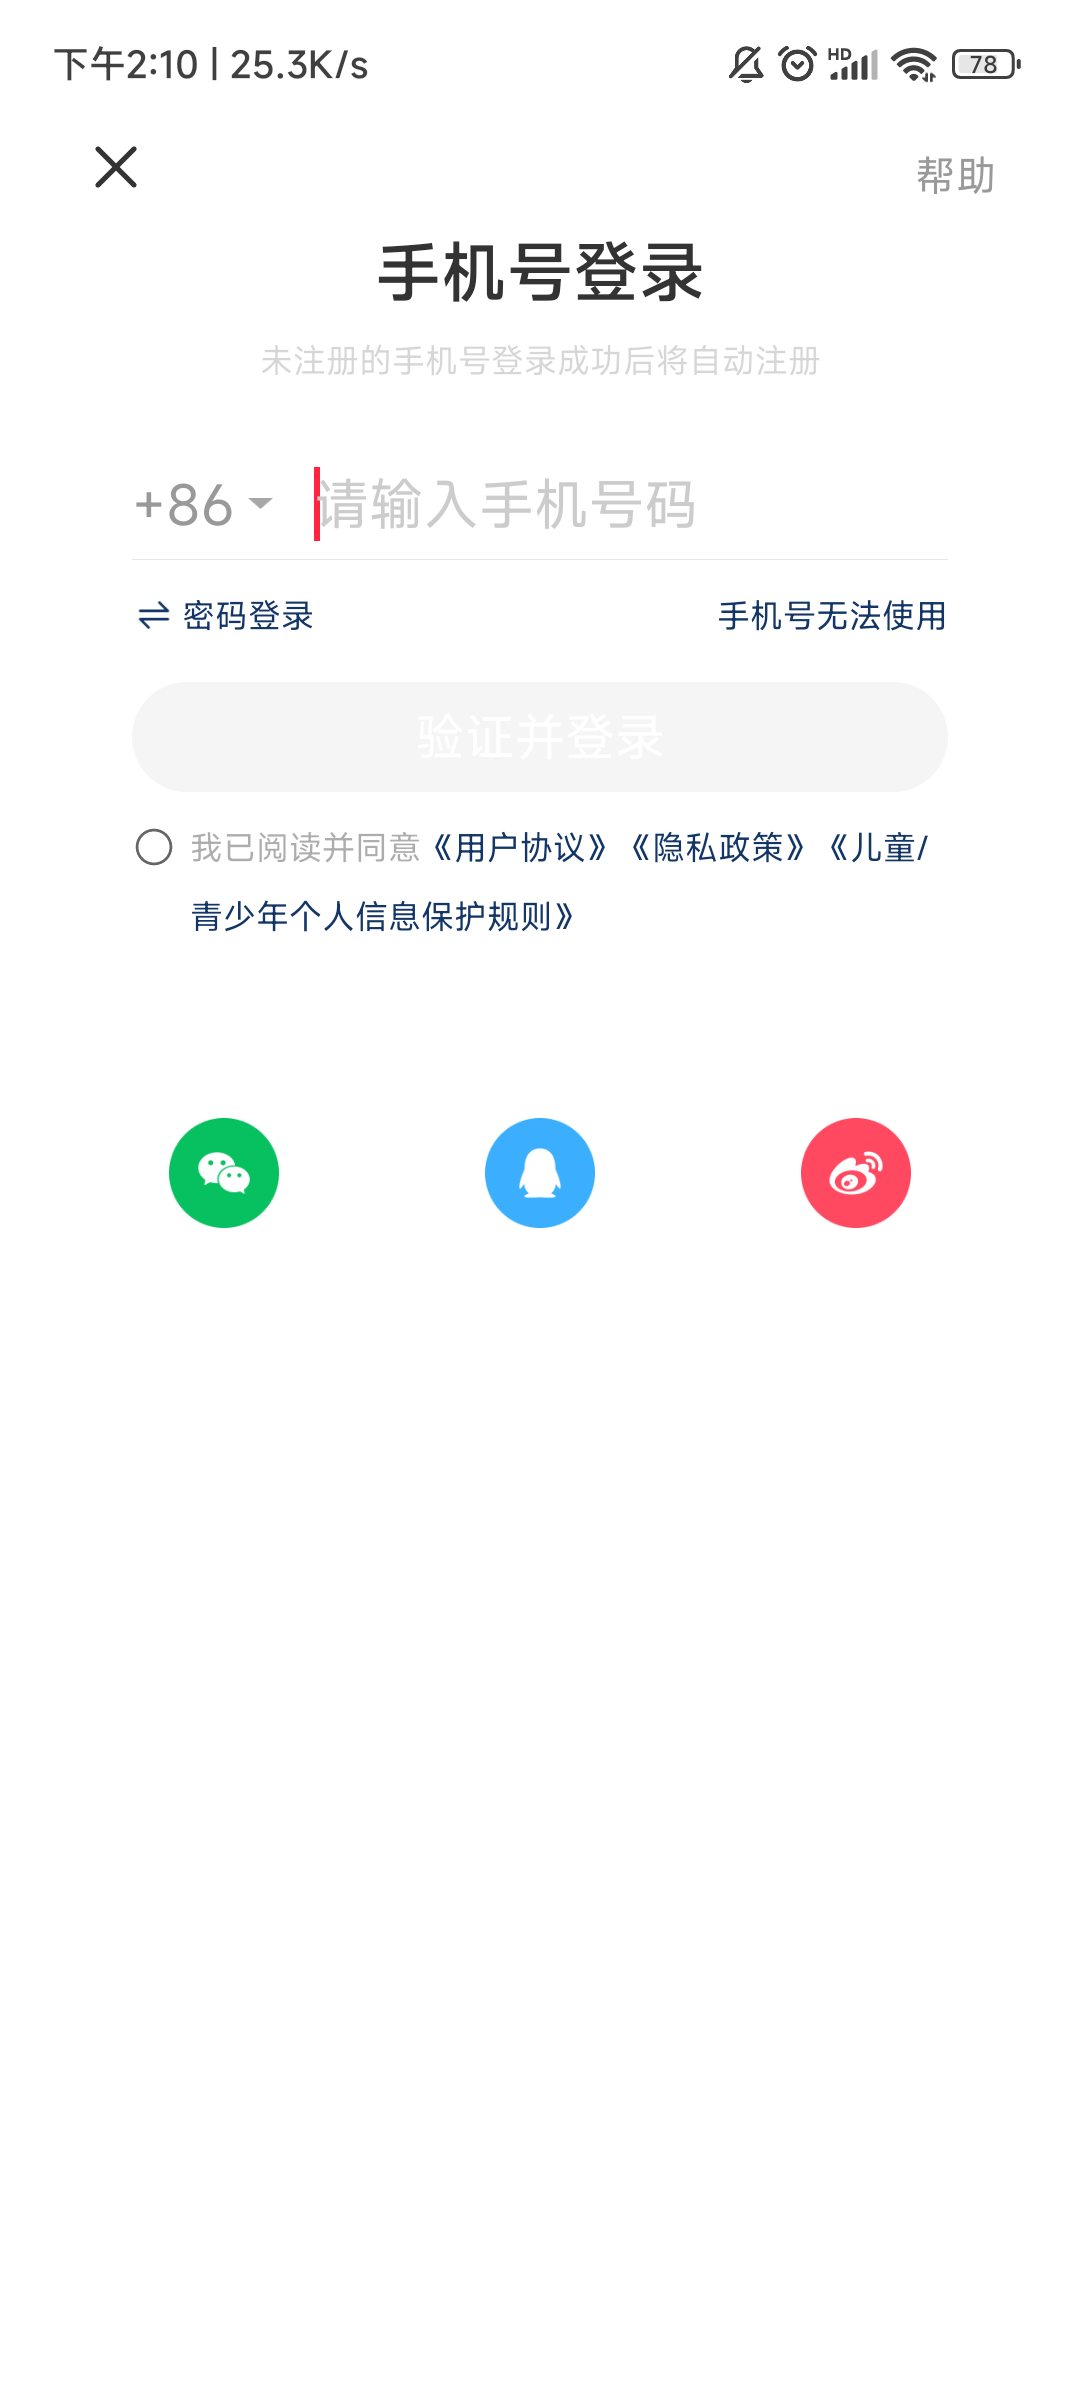 下午2:10 | 25.3K/s
HD
78
帮助
手机号登录
未注册的手机号登录成功后将自动注册
+86
请输入手机号码
密码登录
手机号无法使用
验证并登录
我已阅读并同意《用户协议》《隐私政策》《儿童/
青少年个人信息保护规则》